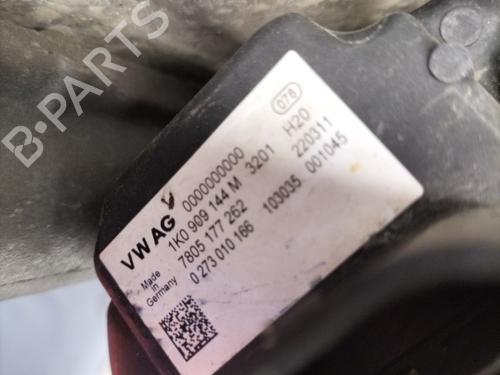 078
VW AG 0000000000
1K0 909 144 M 3201 H20
7805 177 262 220311
0 273 010 166 103035 001045
Made
in
Germany
B-PARTS